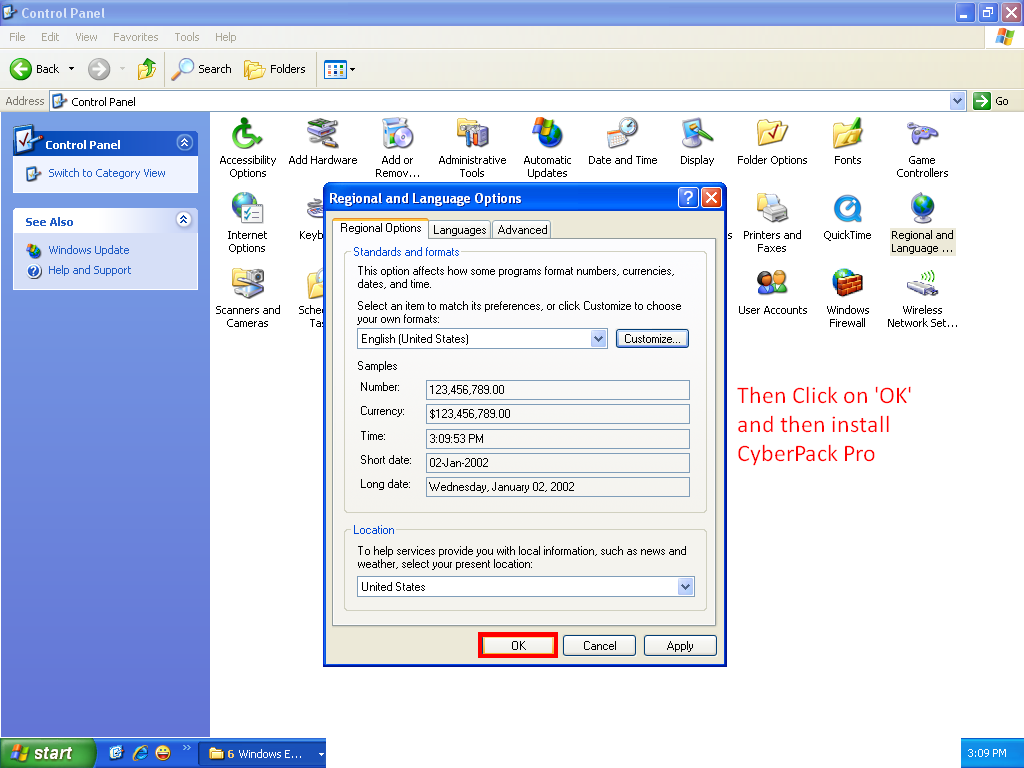 Control Panel
File Edit View Favorites Tools Help
Back Search Folders
Address Control Panel Go
Control Panel
Switch to Category View
See Also
Windows Update
Help and Support
Accessibility
Options
Add Hardware
Add or
Remov...
Administrative
Tools
Automatic
Updates
Date and Time
Display
Folder Options
Fonts
Game
Controllers
Internet
Options
Printers and
Faxes
QuickTime
Regional and
Language ...
Scanners and
Cameras
User Accounts
Windows
Firewall
Wireless
Network Set...
Regional and Language Options
Regional Options Languages Advanced
Standards and formats
This option affects how some programs format numbers, currencies,
dates, and time.
Select an item to match its preferences, or click Customize to choose
your own formats:
English (United States) Customize...
Samples
Number: 123,456,789.00
Currency: $123,456,789.00
Time: 3:09:53 PM
Short date: 02-Jan-2002
Long date: Wednesday, January 02, 2002
Location
To help services provide you with local information, such as news and
weather, select your present location:
United States
OK Cancel Apply
Then Click on 'OK'
and then install
CyberPack Pro
start 6 Windows E... 3:09 PM